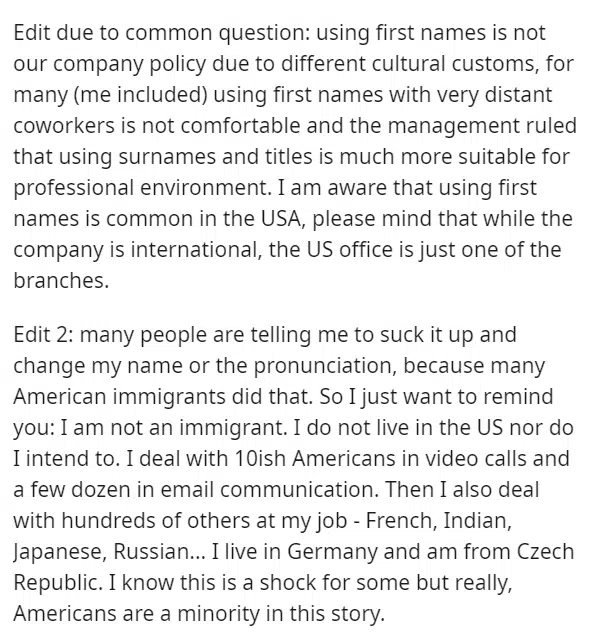 Edit due to common question: using first names is not
our company policy due to different cultural customs, for
many (me included) using first names with very distant
coworkers is not comfortable and the management ruled
that using surnames and titles is much more suitable for
professional environment. I am aware that using first
names is common in the USA, please mind that while the
company is international, the US office is just one of the
branches.
Edit 2: many people are telling me to suck it up and
change my name or the pronunciation, because many
American immigrants did that. So I just want to remind
you: I am not an immigrant. I do not live in the US nor do
I intend to. I deal with 10ish Americans in video calls and
a few dozen in email communication. Then I also deal
with hundreds of others at my job - French, Indian,
Japanese, Russian... I live in Germany and am from Czech
Republic. I know this is a shock for some but really,
Americans are a minority in this story.